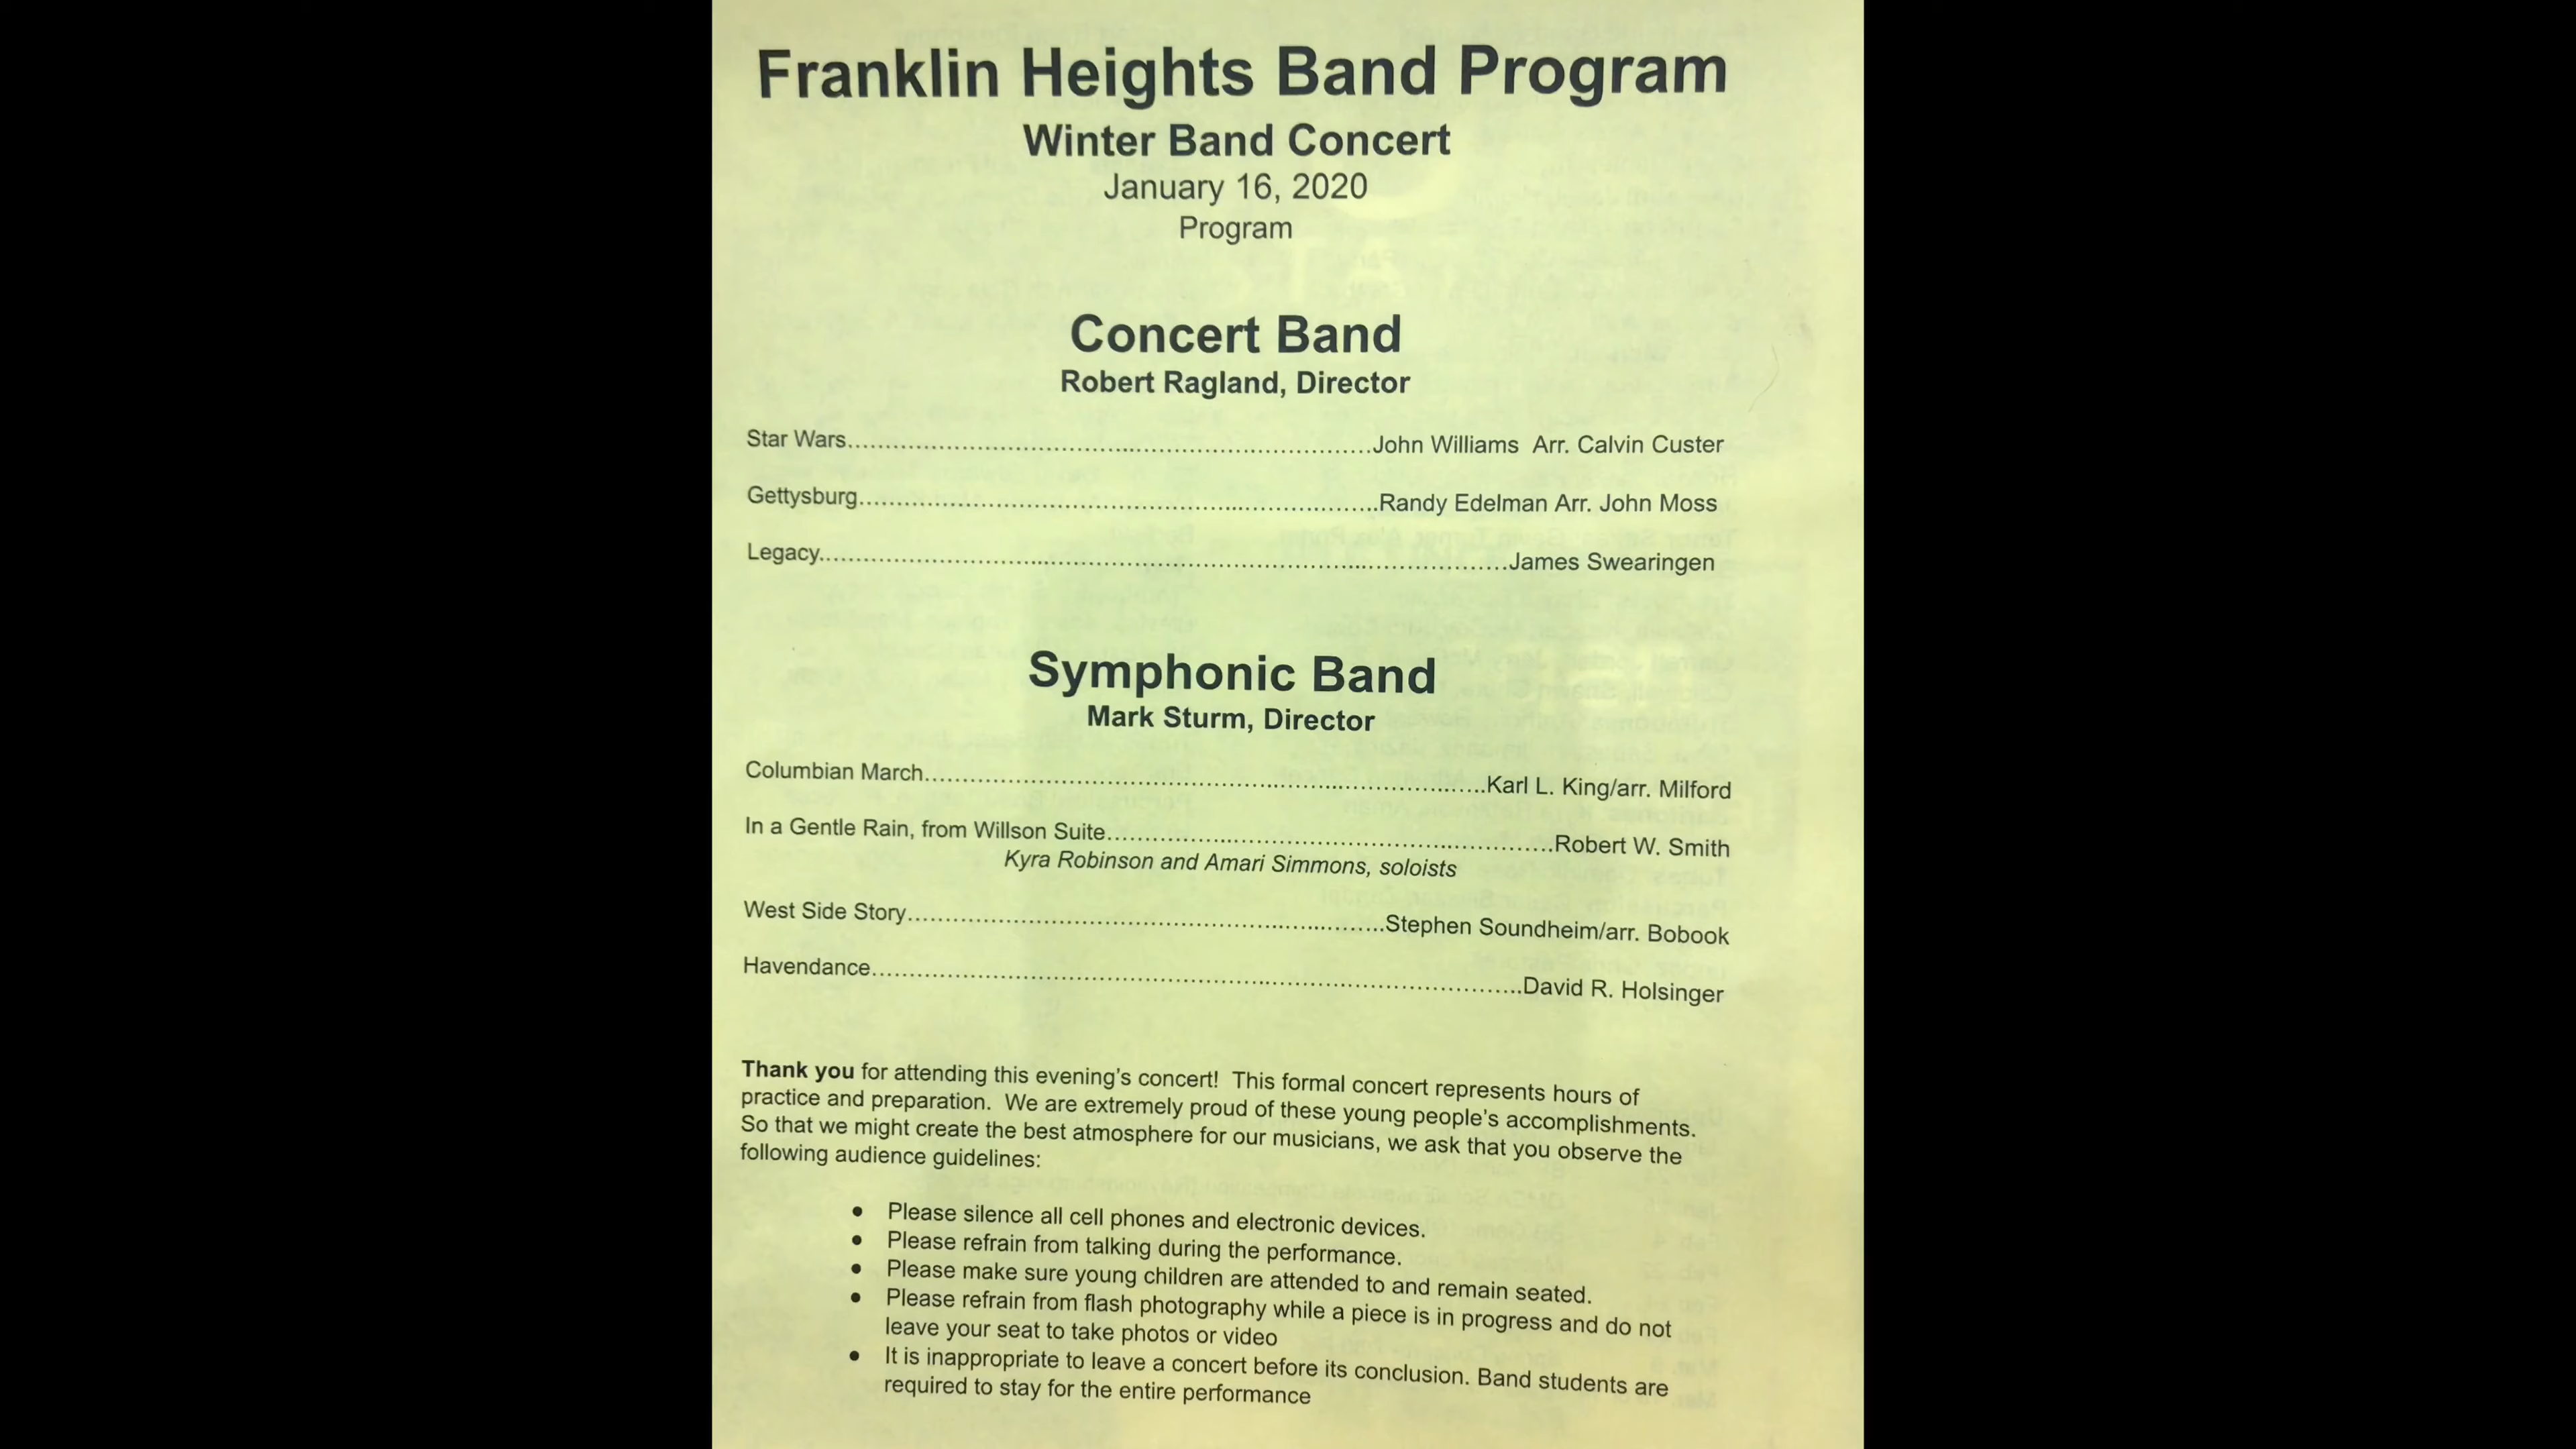 Franklin Heights Band Program
Winter Band Concert
January 16, 2020
Program
Concert Band
Robert Ragland, Director
Star Wars..........................................................................John Williams  Arr. Calvin Custer
Gettysburg..........................................................................Randy Edelman Arr. John Moss
Legacy..........................................................................James Swearingen
Symphonic Band
Mark Sturm, Director
Columbian March..........................................................................Karl L. King/arr. Milford
In a Gentle Rain, from Willson Suite..............................................................Robert W. Smith
Kyra Robinson and Amari Simmons, soloists
West Side Story................................................................Stephen Soundheim/arr. Bobook
Havendance..........................................................................David R. Holsinger
Thank you for attending this evening's concert!  This formal concert represents hours of
practice and preparation.  We are extremely proud of these young people's accomplishments.
So that we might create the best atmosphere for our musicians, we ask that you observe the
following audience guidelines:
● Please silence all cell phones and electronic devices.
● Please refrain from talking during the performance.
● Please make sure young children are attended to and remain seated.
● Please refrain from flash photography while a piece is in progress and do not
leave your seat to take photos or video
● It is inappropriate to leave a concert before its conclusion. Band students are
required to stay for the entire performance